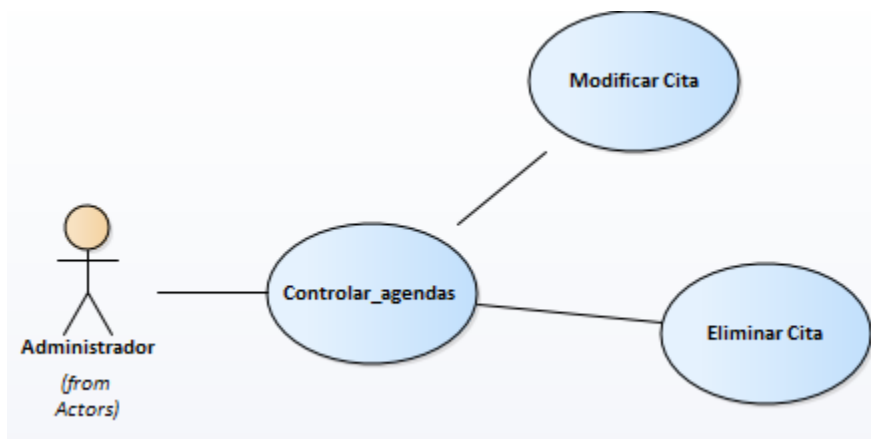 Modificar Cita
Controlar_agendas
Eliminar Cita
Administrador
(from
Actors)